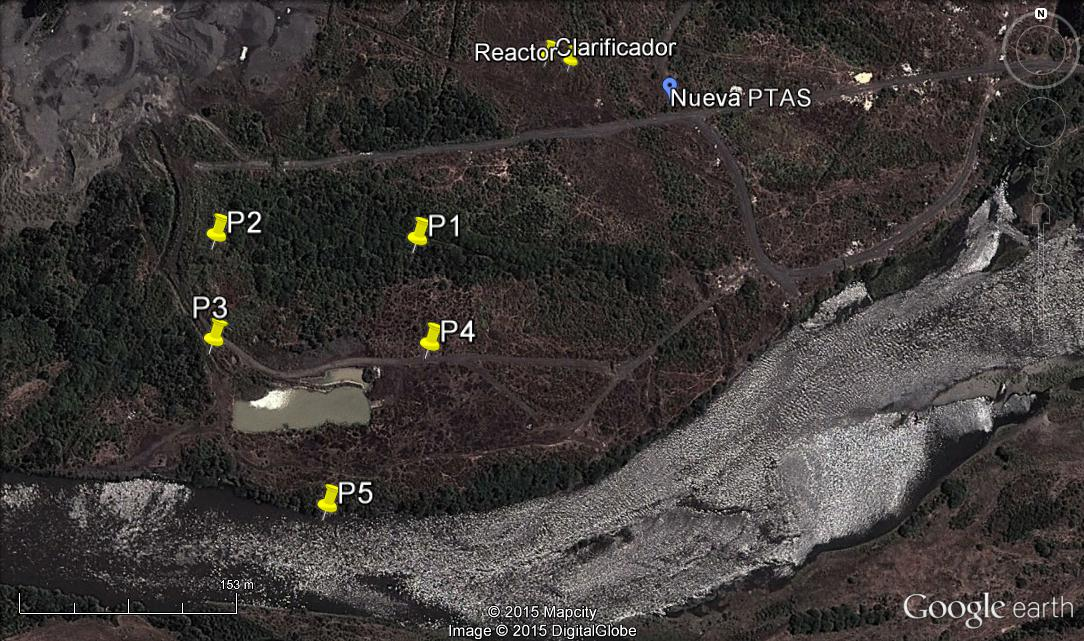 N
Reactor Clarificador
Nueva PTAS
P2
P1
P3
P4
P5
153 m
© 2015 Mapcity
Image © 2015 DigitalGlobe
Google earth